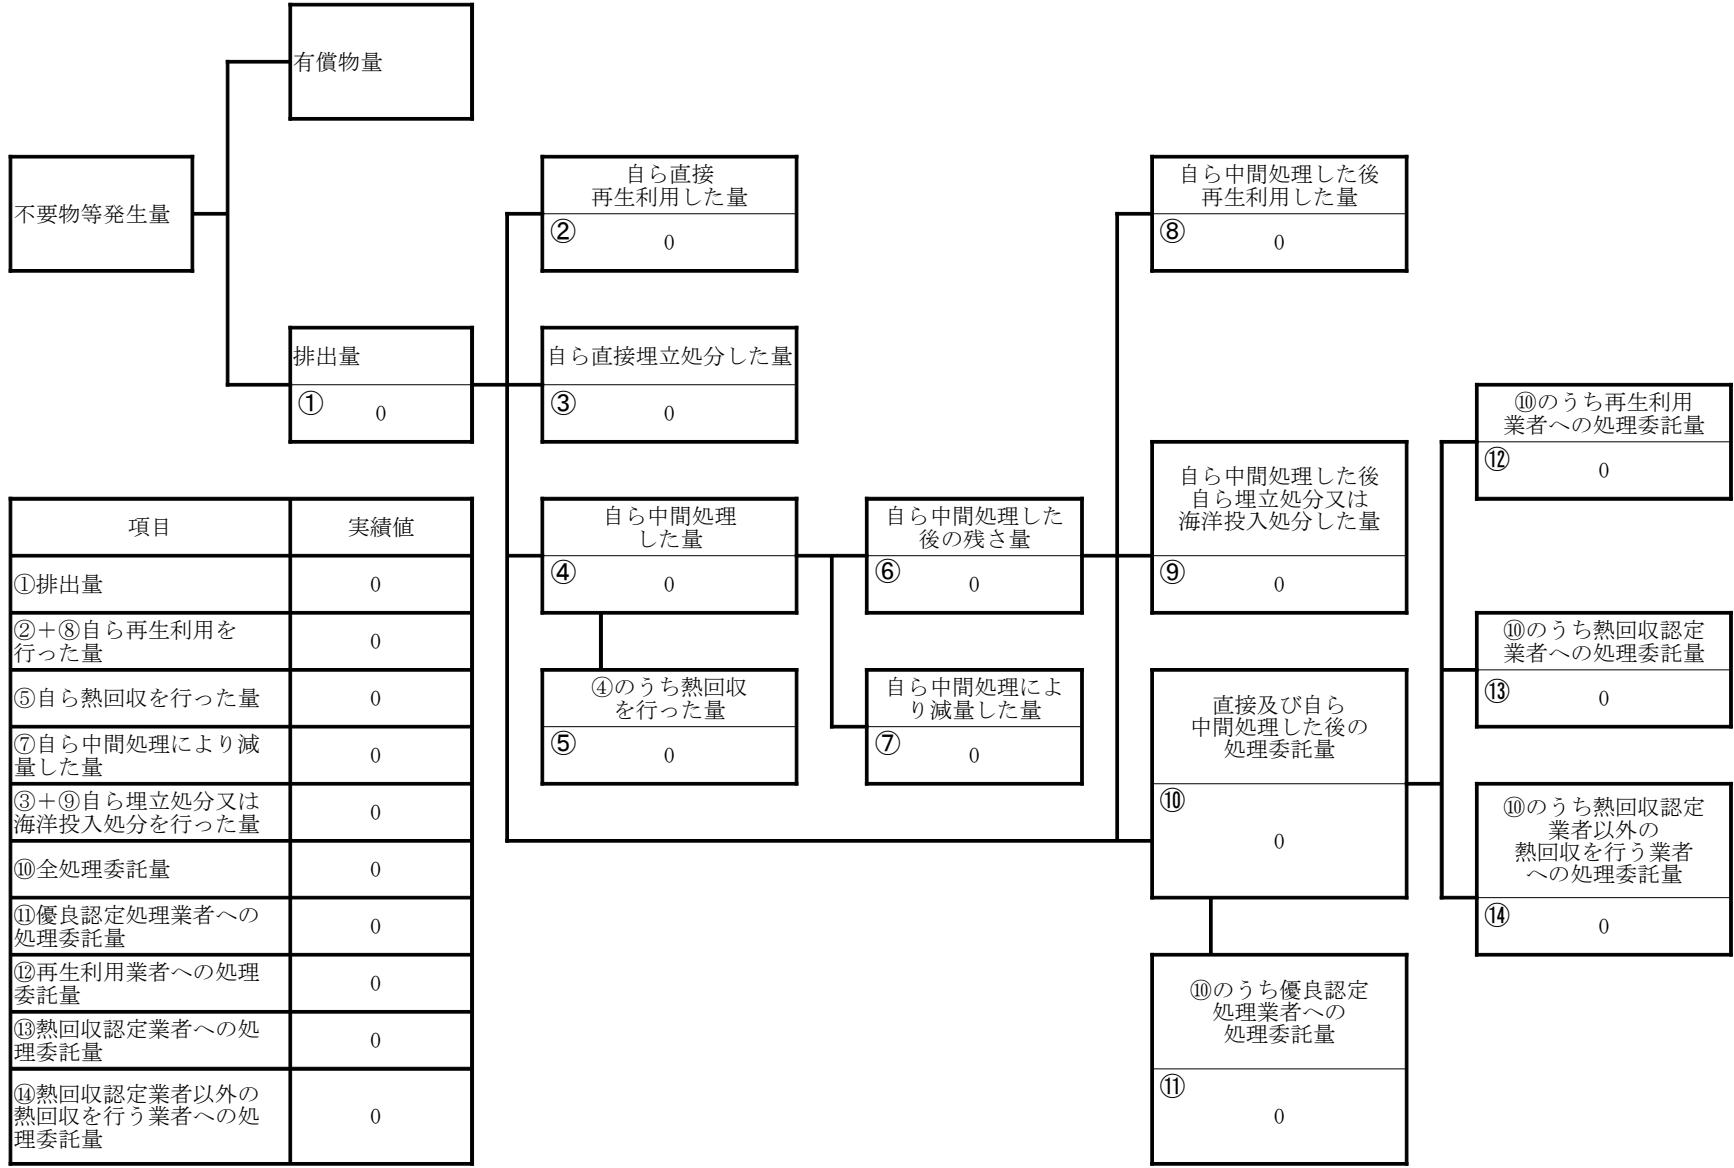 有償物量
不要物等発生量
自ら直接
再生利用した量
②
0
自ら中間処理した後
再生利用した量
⑧
0
排出量
①
0
自ら直接埋立処分した量
③
0
⑩のうち再生利用
業者への処理委託量
⑫
0
自ら中間処理
した量
④
0
自ら中間処理した
後の残さ量
⑥
0
自ら中間処理した後
自ら埋立処分又は
海洋投入処分した量
⑨
0
⑩のうち熱回収認定
業者への処理委託量
⑬
0
④のうち熱回収
を行った量
⑤
0
自ら中間処理によ
り減量した量
⑦
0
直接及び自ら
中間処理した後の
処理委託量
⑩
0
⑩のうち熱回収認定
業者以外の
熱回収を行う業者
への処理委託量
⑭
0
⑩のうち優良認定
処理業者への
処理委託量
⑪
0
項目 実績値
①排出量 0
②＋⑧自ら再生利用を
行った量 0
⑤自ら熱回収を行った量 0
⑦自ら中間処理により減
量した量 0
③＋⑨自ら埋立処分又は
海洋投入処分を行った量 0
⑩全処理委託量 0
⑪優良認定処理業者への
処理委託量 0
⑫再生利用業者への処理
委託量 0
⑬熱回収認定業者への処
理委託量 0
⑭熱回収認定業者以外の
熱回収を行う業者への処
理委託量 0